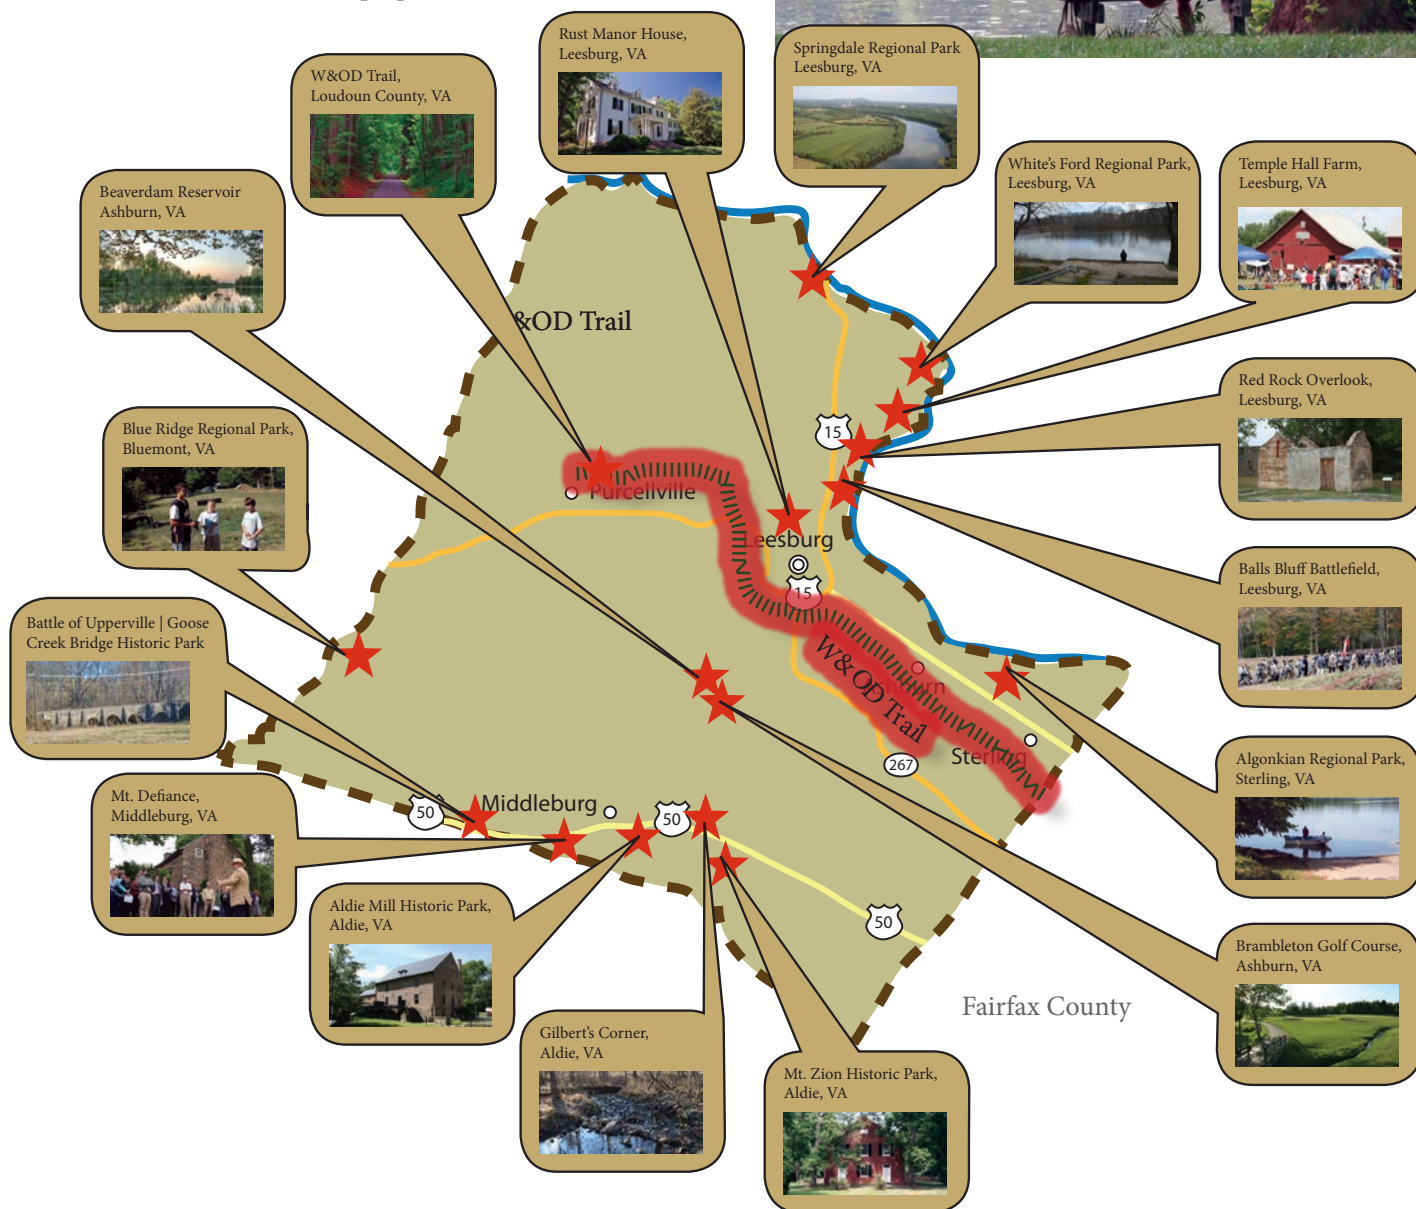 Rust Manor House,
Leesburg, VA
Springdale Regional Park
Leesburg, VA
W&OD Trail,
Loudoun County, VA
White's Ford Regional Park,
Leesburg, VA
Temple Hall Farm,
Leesburg, VA
Beaverdam Reservoir
Ashburn, VA
&OD Trail
Red Rock Overlook,
Leesburg, VA
15
Blue Ridge Regional Park,
Bluemont, VA
Purcellville
Leesburg
15
Balls Bluff Battlefield,
Leesburg, VA
Battle of Upperville | Goose
Creek Bridge Historic Park
W&OD Trail
Ashburn
Sterling
267
Algonkian Regional Park,
Sterling, VA
Mt. Defiance,
Middleburg, VA
50
Middleburg
50
Aldie Mill Historic Park,
Aldie, VA
50
Brambleton Golf Course,
Ashburn, VA
Fairfax County
Gilbert's Corner,
Aldie, VA
Mt. Zion Historic Park,
Aldie, VA